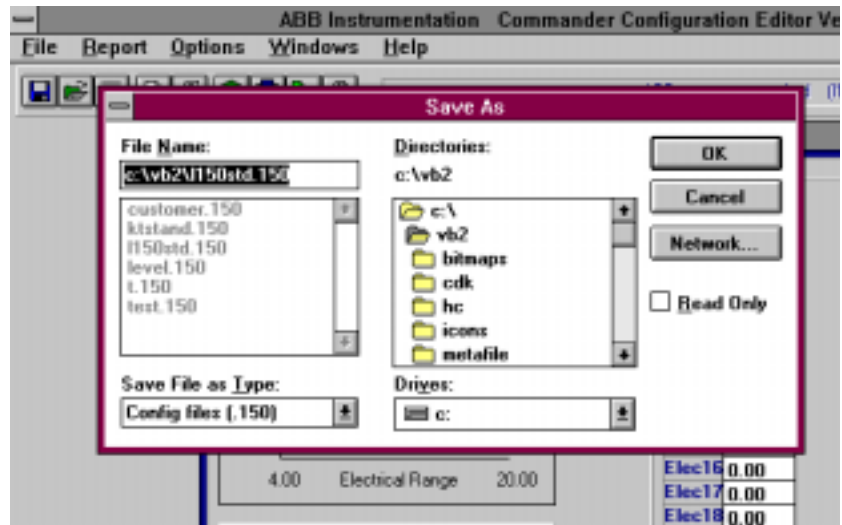 ABB Instrumentation Commander Configuration Editor Ve
File Report Options Windows Help
Save As
File Name:
c:\vb2\l150std.150
customer.150
ktstand.150
l150std.150
level.150
t.150
test.150
Save File as Type:
Config files (.150)
Directories:
c:\vb2
c:\
vb2
bitmaps
cdk
hc
icons
metafile
Drives:
c:
OK
Cancel
Network...
Read Only
4.00 Electrical Range 20.00
Elec16 0.00
Elec17 0.00
Elec18 0.00